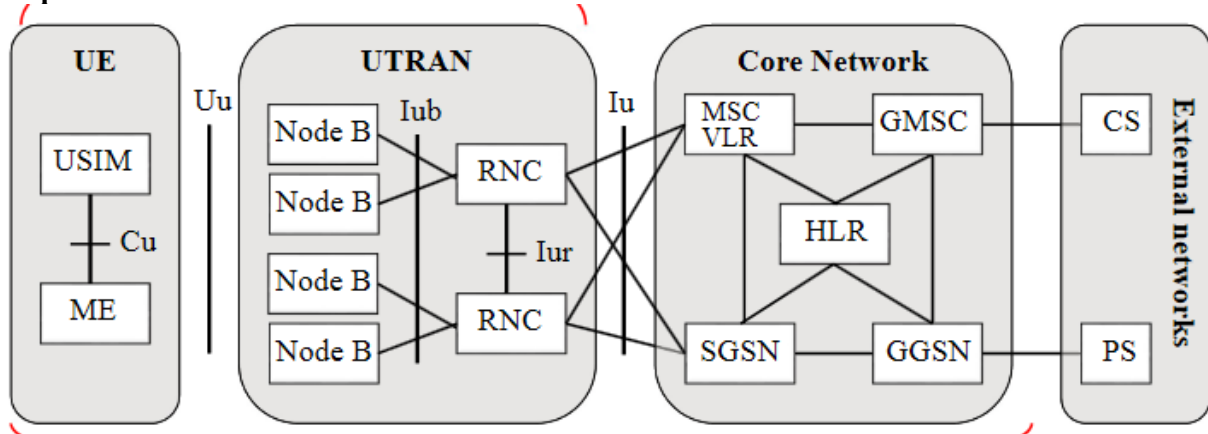 UE
Uu
USIM
Cu
ME
UTRAN
Node B
Node B
Node B
Node B
Iub
RNC
Iur
RNC
Iu
Core Network
MSC
VLR
GMSC
HLR
SGSN
GGSN
CS
PS
External networks